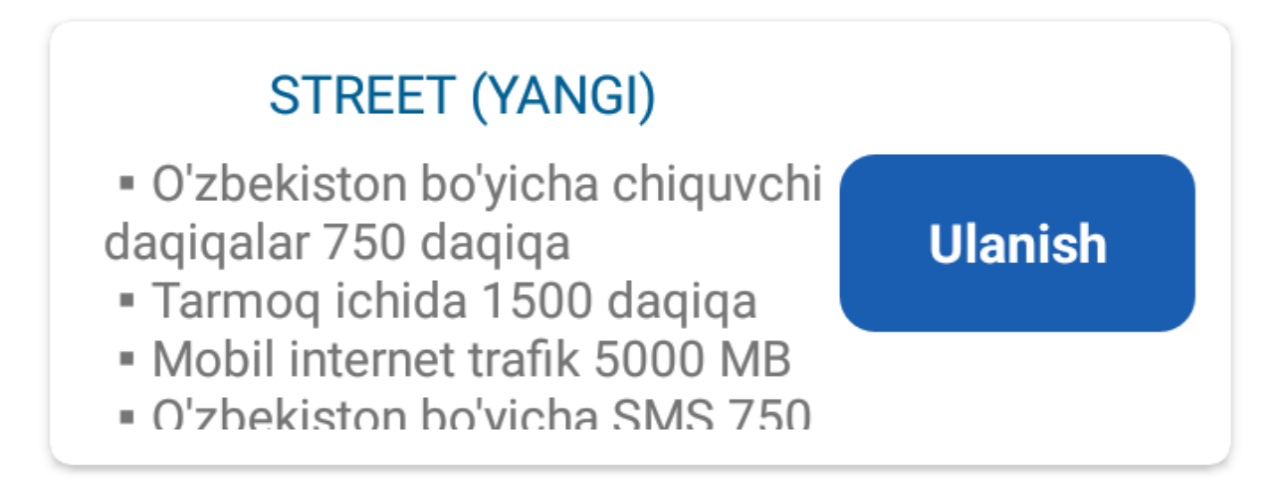 STREET (YANGI)
▪ O'zbekiston bo'yicha chiquvchi
daqiqalar 750 daqiqa
▪ Tarmoq ichida 1500 daqiqa
▪ Mobil internet trafik 5000 MB
▪ O'zbekiston bo'yicha SMS 750
Ulanish